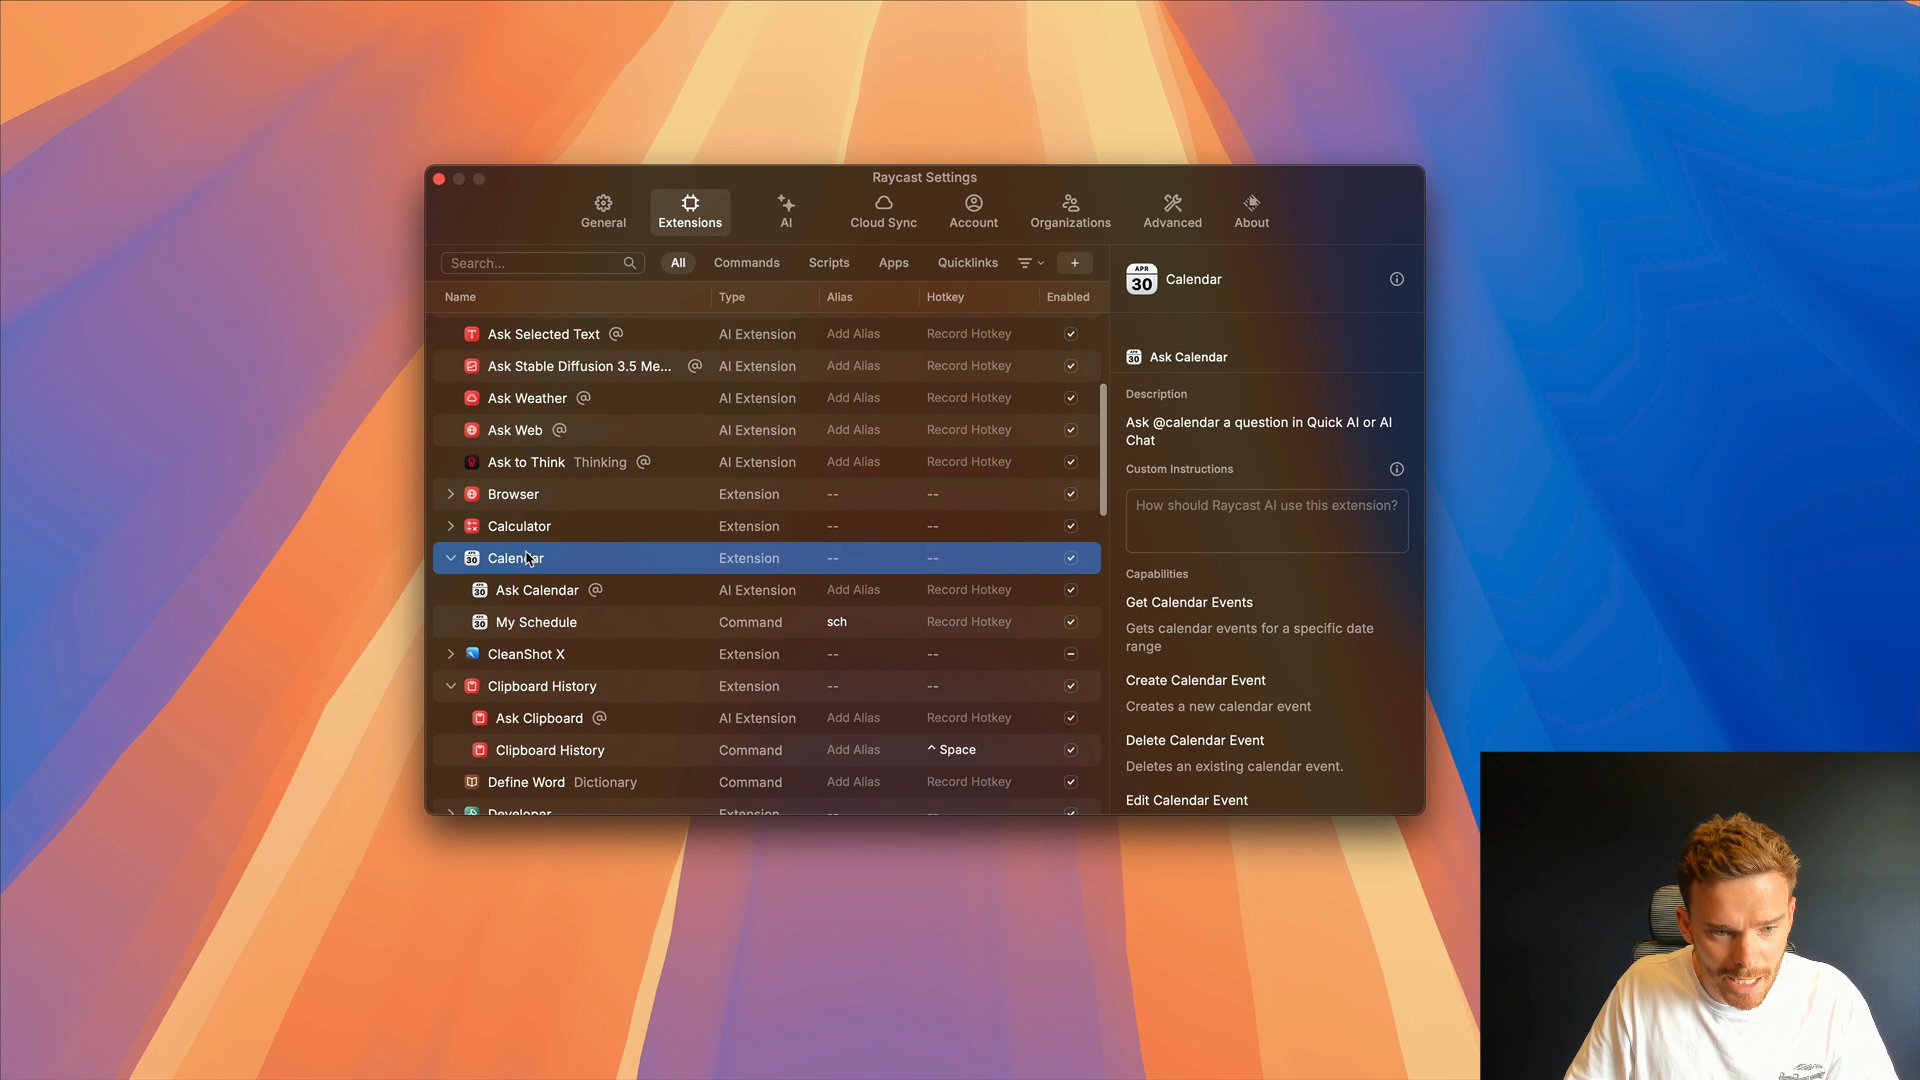 Raycast Settings
General
Extensions
AI
Cloud Sync
Account
Organizations
Advanced
About
Search...
All
Commands
Scripts
Apps
Quicklinks
+
Name Type Alias Hotkey Enabled
Ask Selected Text @ AI Extension Add Alias Record Hotkey
Ask Stable Diffusion 3.5 Me... @ AI Extension Add Alias Record Hotkey
Ask Weather @ AI Extension Add Alias Record Hotkey
Ask Web @ AI Extension Add Alias Record Hotkey
Ask to Think Thinking @ AI Extension Add Alias Record Hotkey
Browser Extension -- --
Calculator Extension -- --
Calendar Extension -- --
Ask Calendar @ AI Extension Add Alias Record Hotkey
My Schedule Command sch Record Hotkey
CleanShot X Extension -- --
Clipboard History Extension -- --
Ask Clipboard @ AI Extension Add Alias Record Hotkey
Clipboard History Command Add Alias ^ Space
Define Word Dictionary Command Add Alias Record Hotkey
Developer Extension -- --
APR
30
Calendar
Ask Calendar
Description
Ask @calendar a question in Quick AI or AI
Chat
Custom Instructions
How should Raycast AI use this extension?
Capabilities
Get Calendar Events
Gets calendar events for a specific date
range
Create Calendar Event
Creates a new calendar event
Delete Calendar Event
Deletes an existing calendar event.
Edit Calendar Event